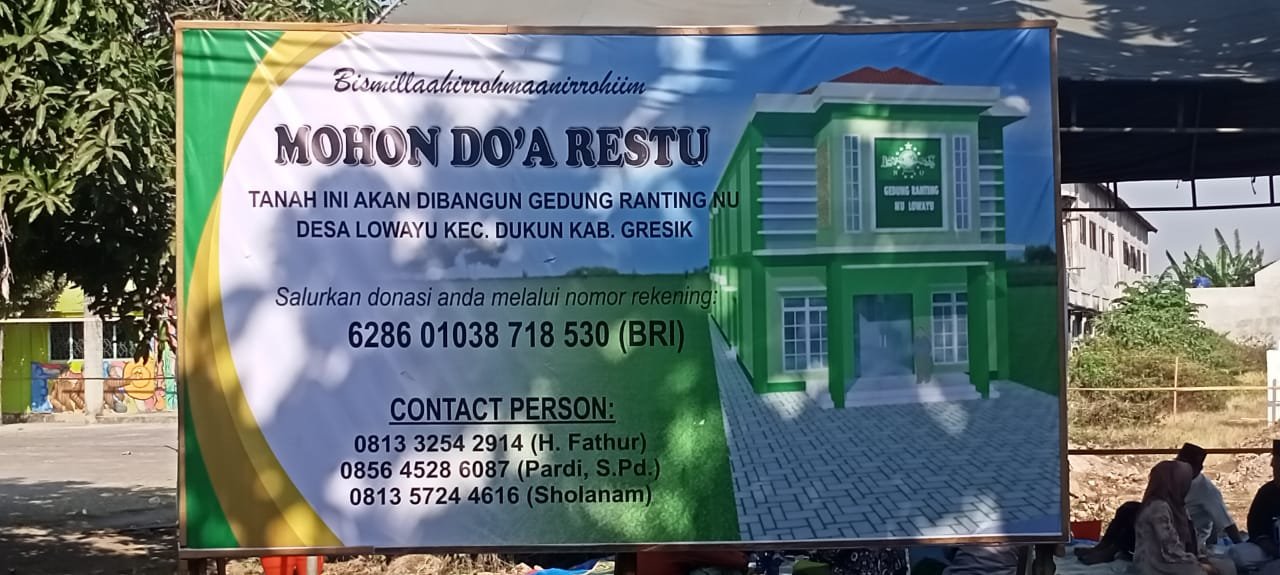 Bismillaahirrohmaanirrohiim
MOHON DO'A RESTU
TANAH INI AKAN DIBANGUN GEDUNG RANTING NU
DESA LOWAYU KEC. DUKUN KAB. GRESIK
Salurkan donasi anda melalui nomor rekening:
6286 01038 718 530 (BRI)
CONTACT PERSON:
0813 3254 2914 (H. Fathur)
0856 4528 6087 (Pardi, S.Pd.)
0813 5724 4616 (Sholanam)
NU
GEDUNG RANTING
NU LOWAYU